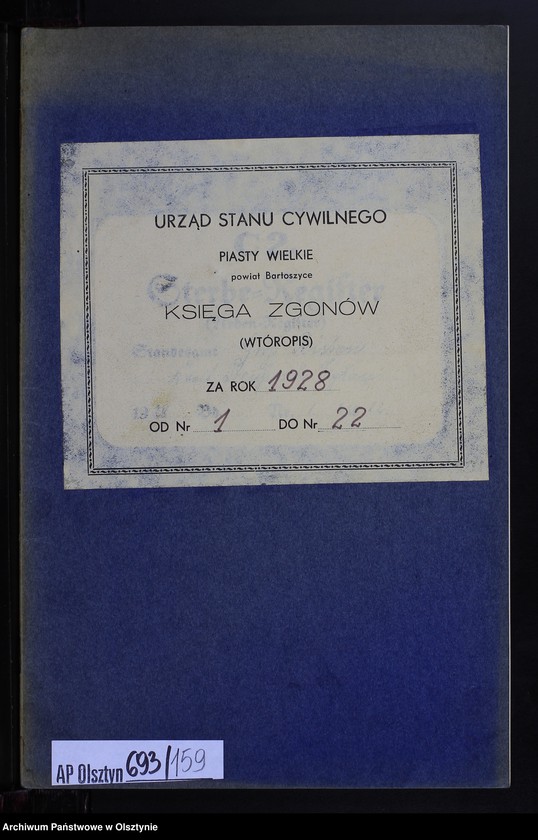 URZĄD STANU CYWILNEGO
PIASTY WIELKIE
powiat Bartoszyce
KSIĘGA ZGONÓW
(WTÓROPIS)
ZA ROK 1928
OD Nr 1 DO Nr 22
AP Olsztyn 693/159
Archiwum Państwowe w Olsztynie